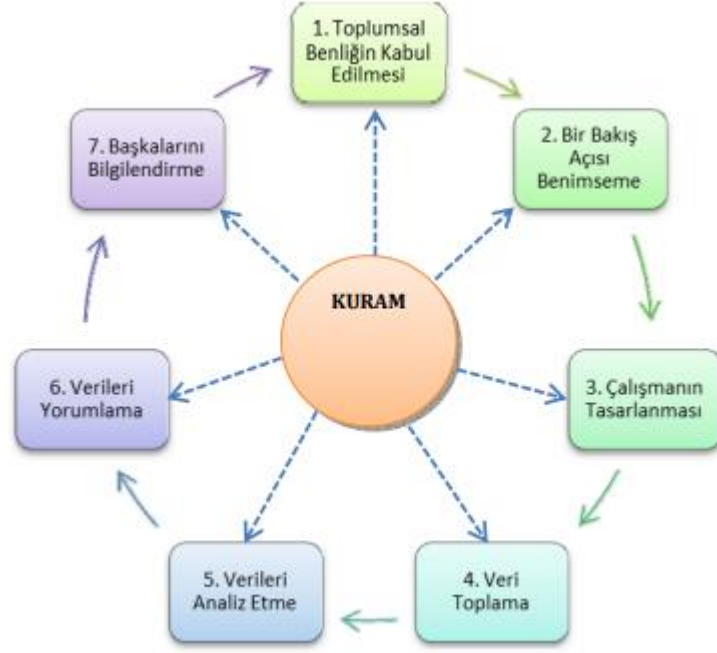 1. Toplumsal
Benliğin Kabul
Edilmesi
2. Bir Bakış
Açısı
Benimseme
3. Çalışmanın
Tasarlanması
4. Veri
Toplama
5. Verileri
Analiz Etme
6. Verileri
Yorumlama
7. Başkalarını
Bilgilendirme
KURAM